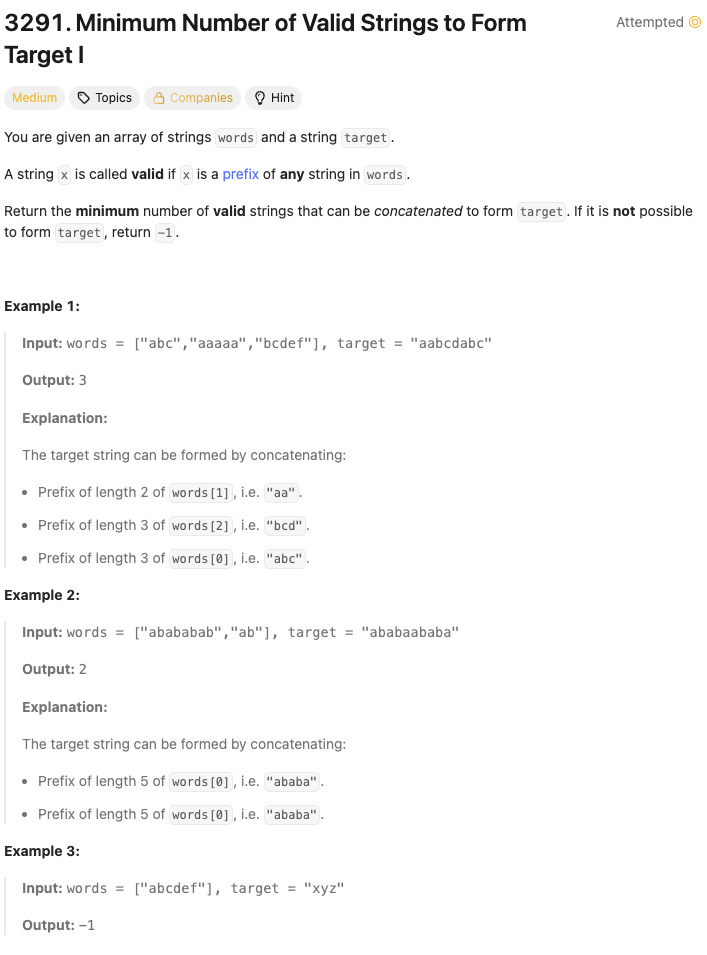 3291. Minimum Number of Valid Strings to Form
Target I
Attempted
Medium
Topics
Companies
Hint
You are given an array of strings words and a string target.
A string x is called valid if x is a prefix of any string in words.
Return the minimum number of valid strings that can be concatenated to form target. If it is not possible
to form target, return -1.
Example 1:
Input: words = ["abc","aaaaa","bcdef"], target = "aabcdabc"
Output: 3
Explanation:
The target string can be formed by concatenating:
• Prefix of length 2 of words[1], i.e. "aa".
• Prefix of length 3 of words[2], i.e. "bcd".
• Prefix of length 3 of words[0], i.e. "abc".
Example 2:
Input: words = ["abababab","ab"], target = "ababaababa"
Output: 2
Explanation:
The target string can be formed by concatenating:
• Prefix of length 5 of words[0], i.e. "ababa".
• Prefix of length 5 of words[0], i.e. "ababa".
Example 3:
Input: words = ["abcdef"], target = "xyz"
Output: -1